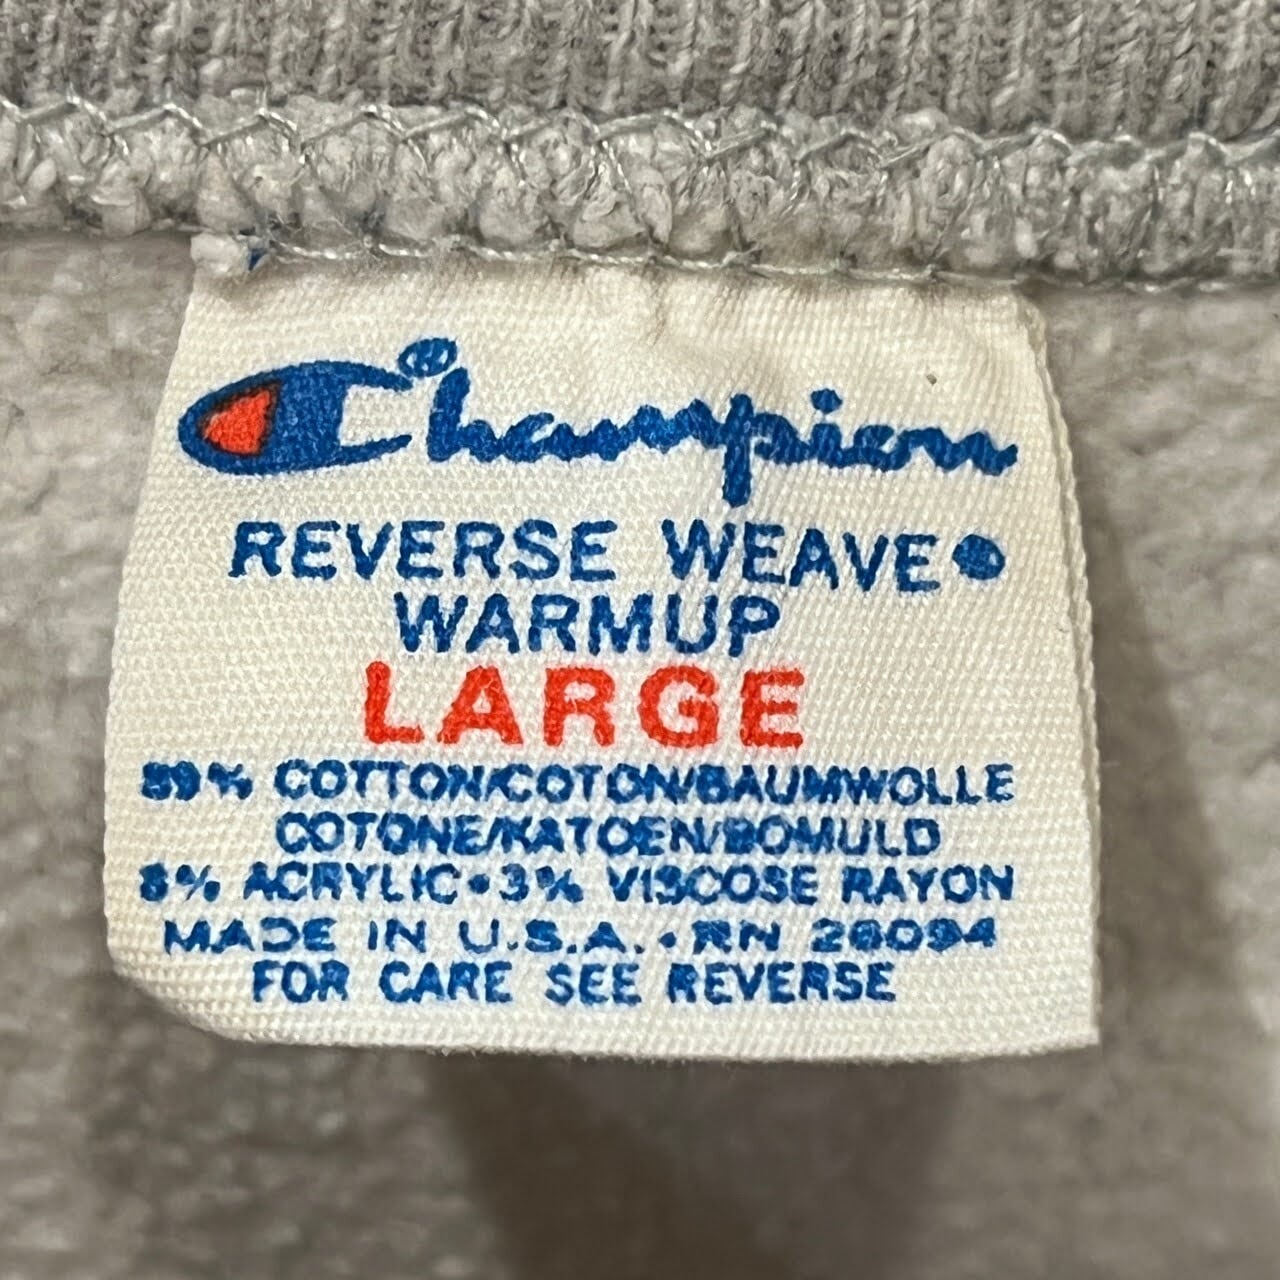 Champion®
REVERSE WEAVE®
WARMUP
LARGE
89% COTTON/COTON/BAUMWOLLE
COTONE/KATOEN/BOMULD
8% ACRYLIC•3% VISCOSE RAYON
MADE IN U.S.A.•RN 26094
FOR CARE SEE REVERSE